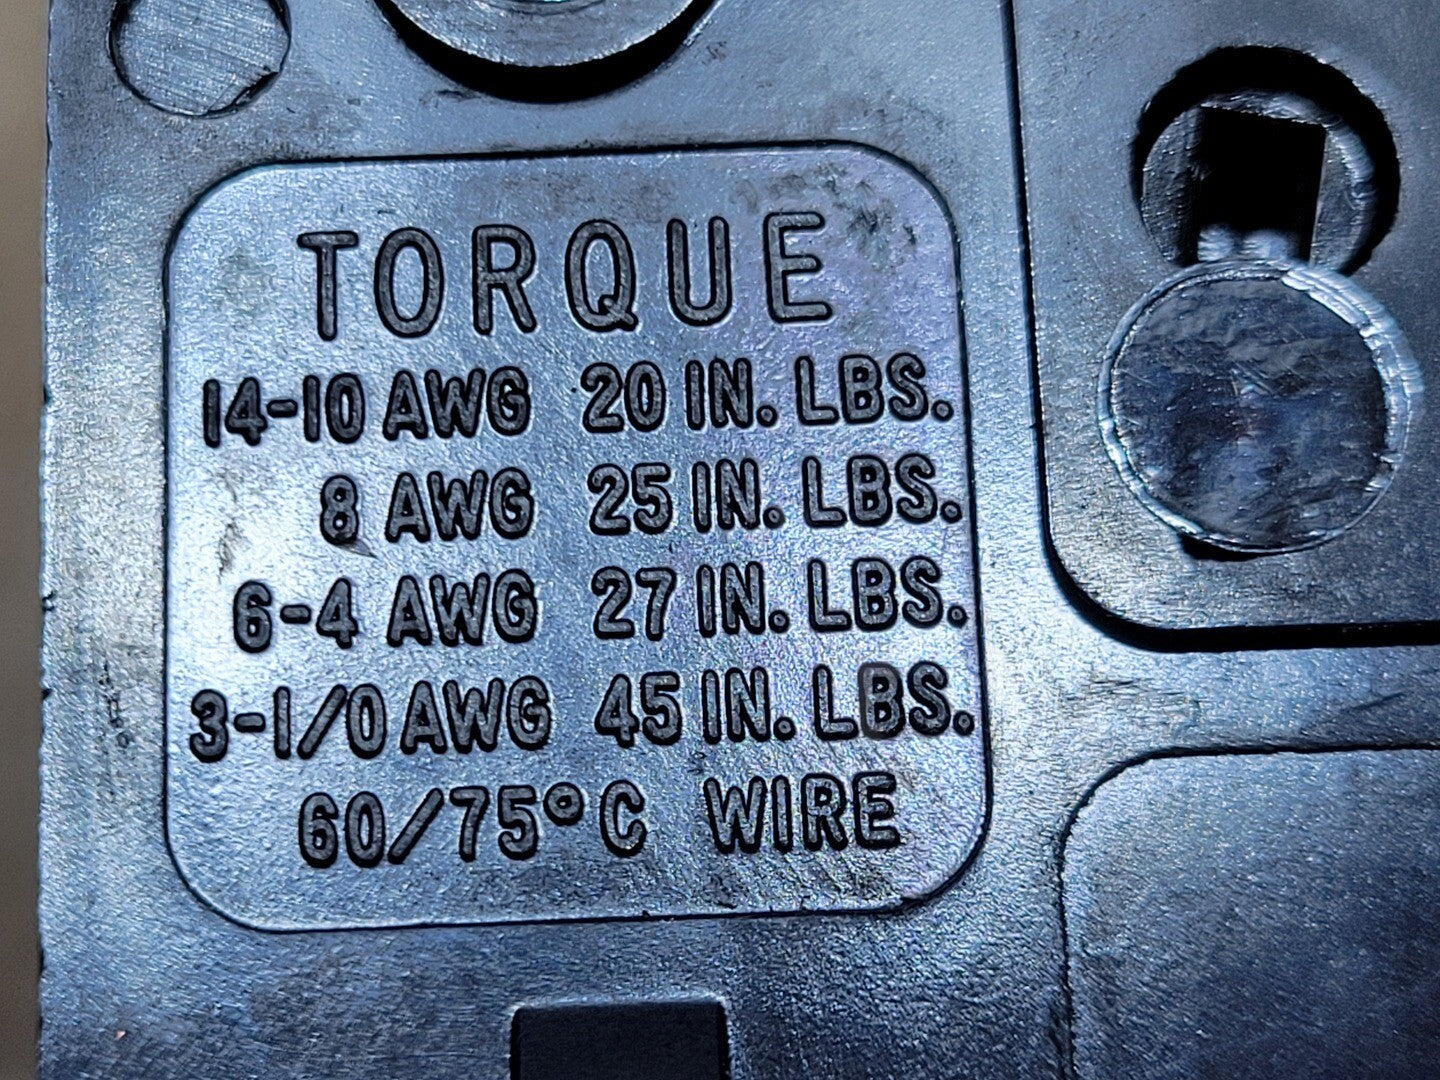 TORQUE
14-10 AWG 20 IN. LBS.
8 AWG 25 IN. LBS.
6-4 AWG 27 IN. LBS.
3-1/0 AWG 45 IN. LBS.
60/75°C WIRE